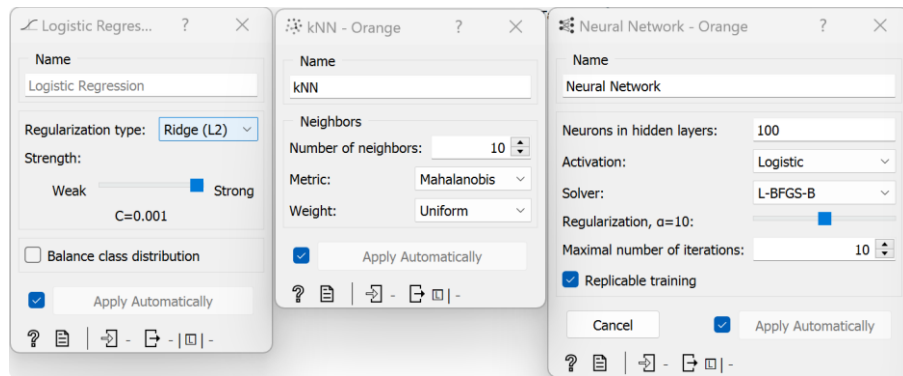 Logistic Regres...
Name
Logistic Regression
Regularization type: Ridge (L2)
Strength:
Weak Strong
C=0.001
Balance class distribution
Apply Automatically
? - - | - 
kNN - Orange
Name
kNN
Neighbors
Number of neighbors: 10
Metric: Mahalanobis
Weight: Uniform
Apply Automatically
Neural Network - Orange
Name
Neural Network
Neurons in hidden layers: 100
Activation: Logistic
Solver: L-BFGS-B
Regularization, α=10:
Maximal number of iterations: 10
Replicable training
Cancel Apply Automatically